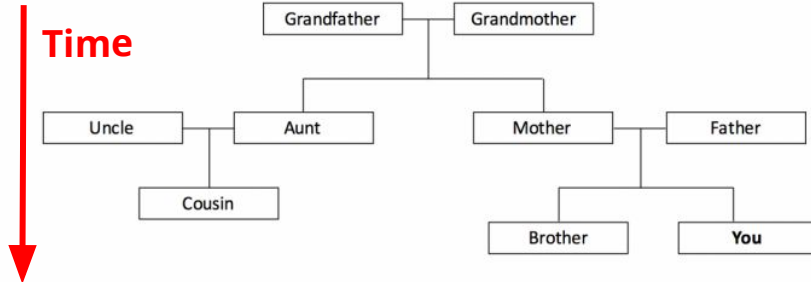 Grandfather
Grandmother
Time
Uncle
Aunt
Mother
Father
Cousin
Brother
You